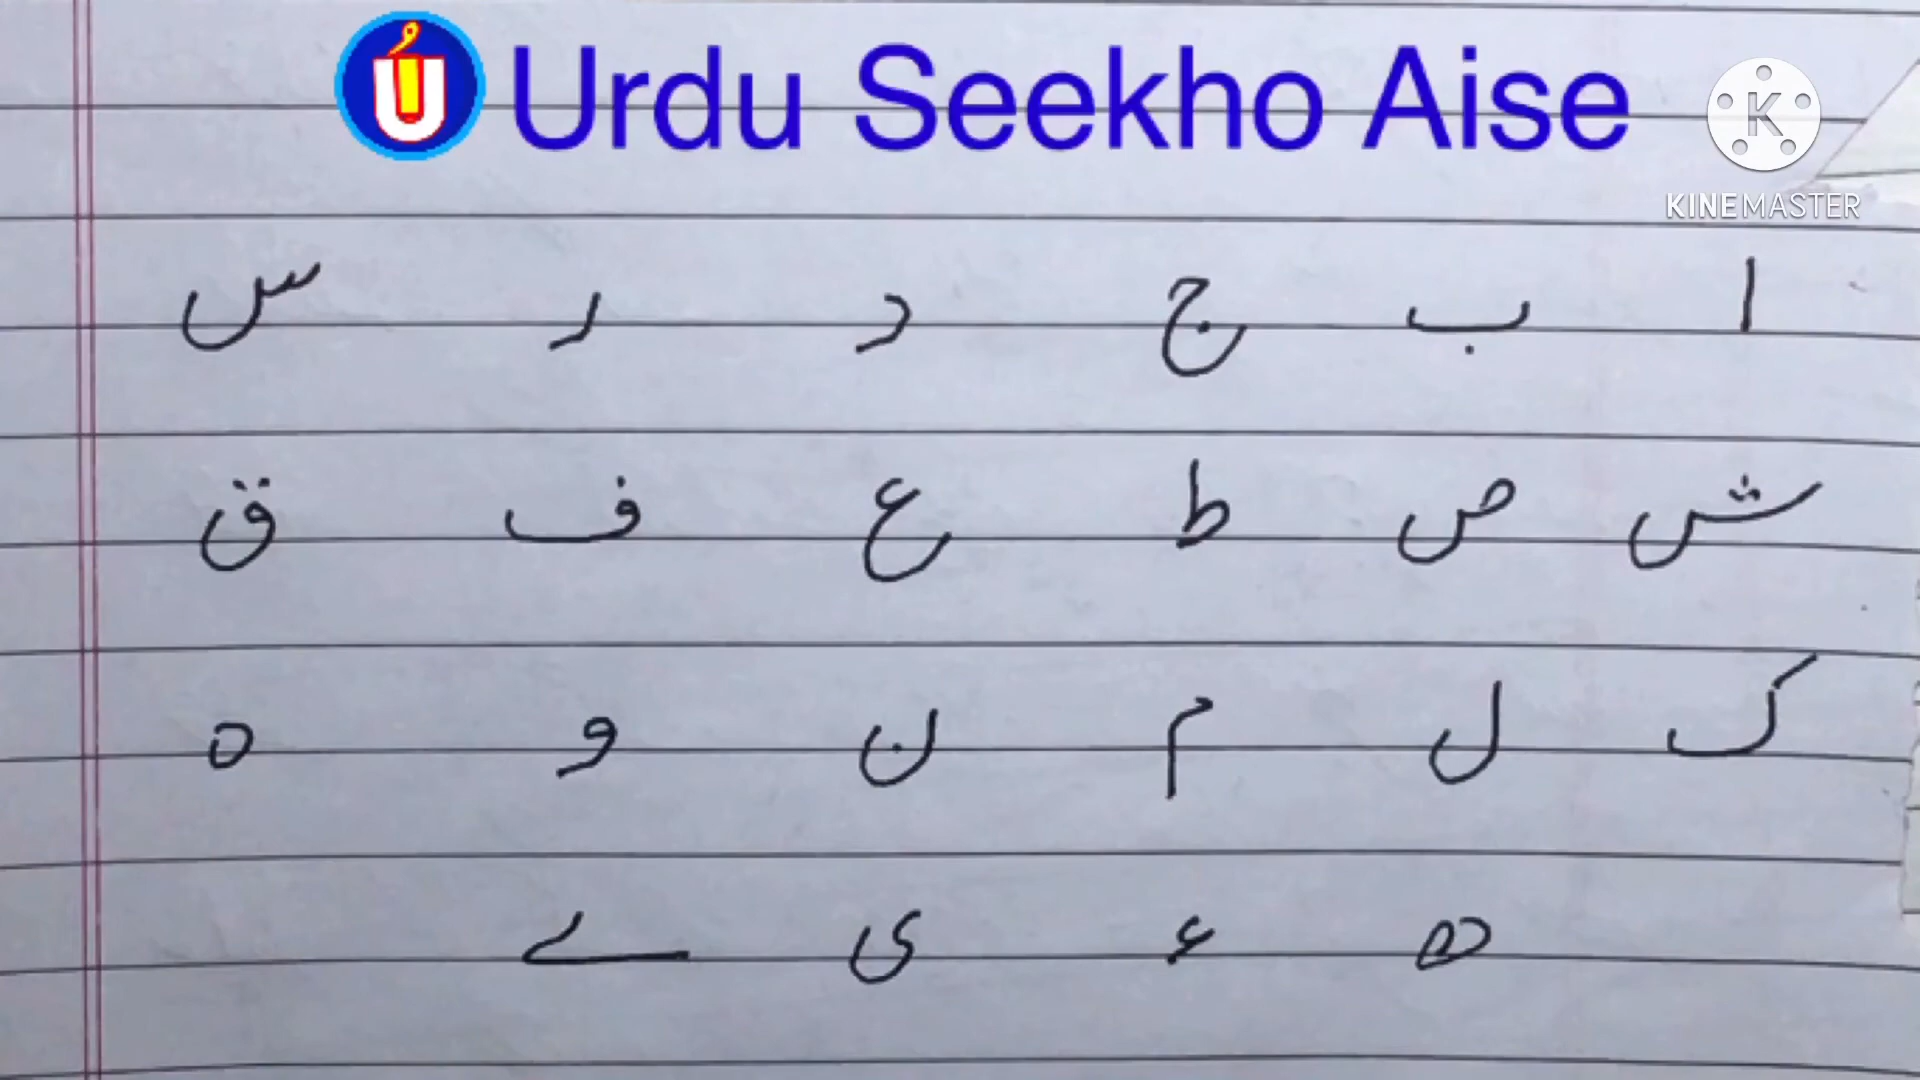 Urdu Seekho Aise
KINEMASTER
ا ب ج د ر س
ش ص ط ع ف ق
ک ل م ن و ہ
ھ ء ی ے